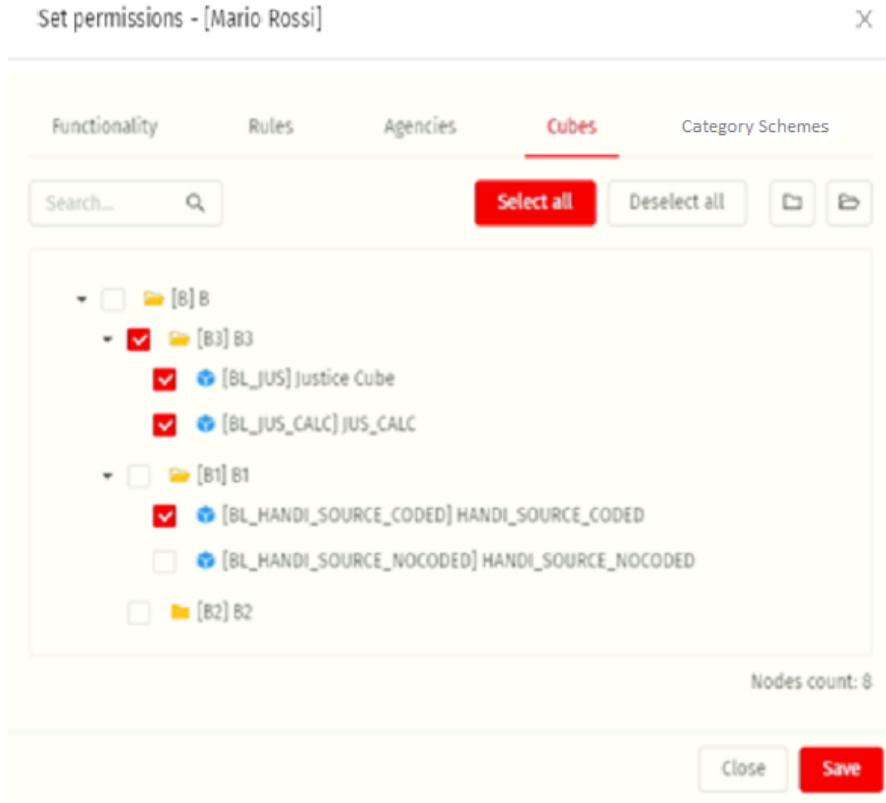 Set permissions - [Mario Rossi] X
Functionality Rules Agencies Cubes Category Schemes
Search... Select all Deselect all
[B] B
[B3] B3
[BL_JUS] Justice Cube
[BL_JUS_CALC] JUS_CALC
[B1] B1
[BL_HANDI_SOURCE_CODED] HANDI_SOURCE_CODED
[BL_HANDI_SOURCE_NOCODED] HANDI_SOURCE_NOCODED
[B2] B2
Nodes count: 8
Close Save